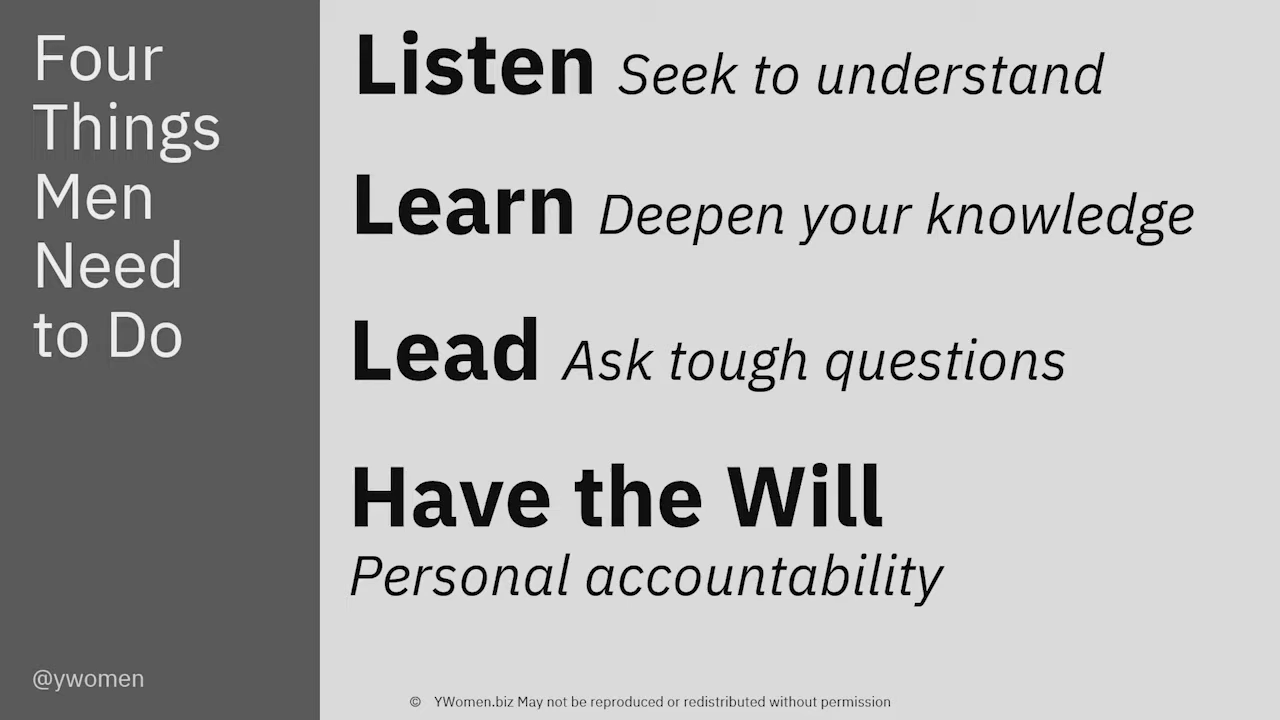 Four
Things
Men
Need
to Do
Listen Seek to understand
Learn Deepen your knowledge
Lead Ask tough questions
Have the Will
Personal accountability
@ywomen
© YWomen.biz May not be reproduced or redistributed without permission